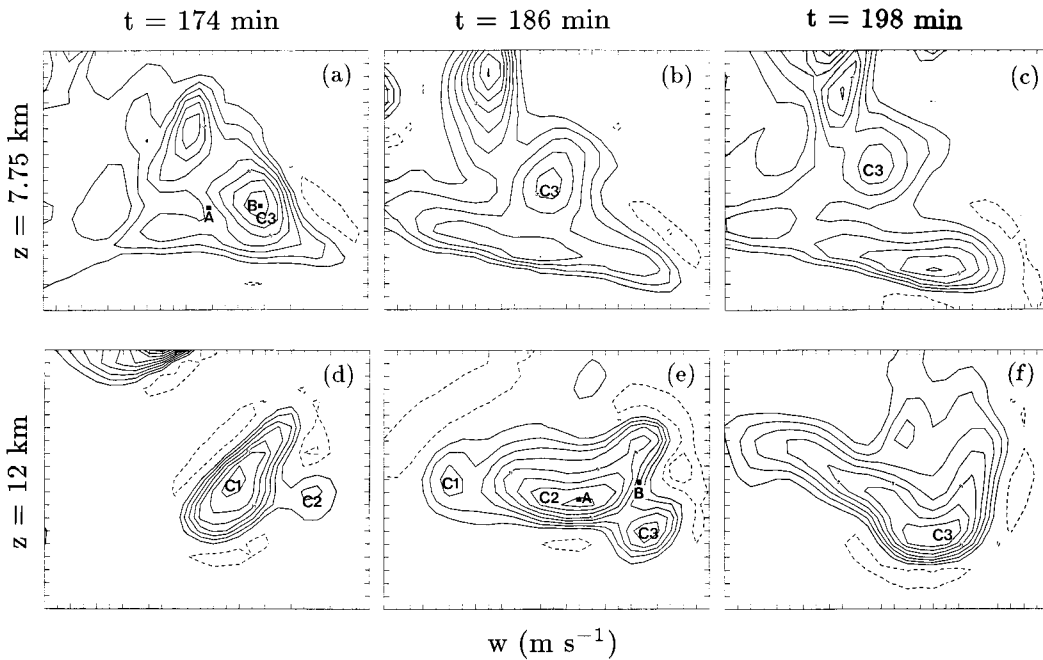 t = 174 min
t = 186 min
t = 198 min
z = 7.75 km
(a)
A
B
C3
(b)
C3
(c)
C3
z = 12 km
(d)
C1
C2
(e)
C1
C2
A
B
C3
(f)
C3
w (m s⁻¹)